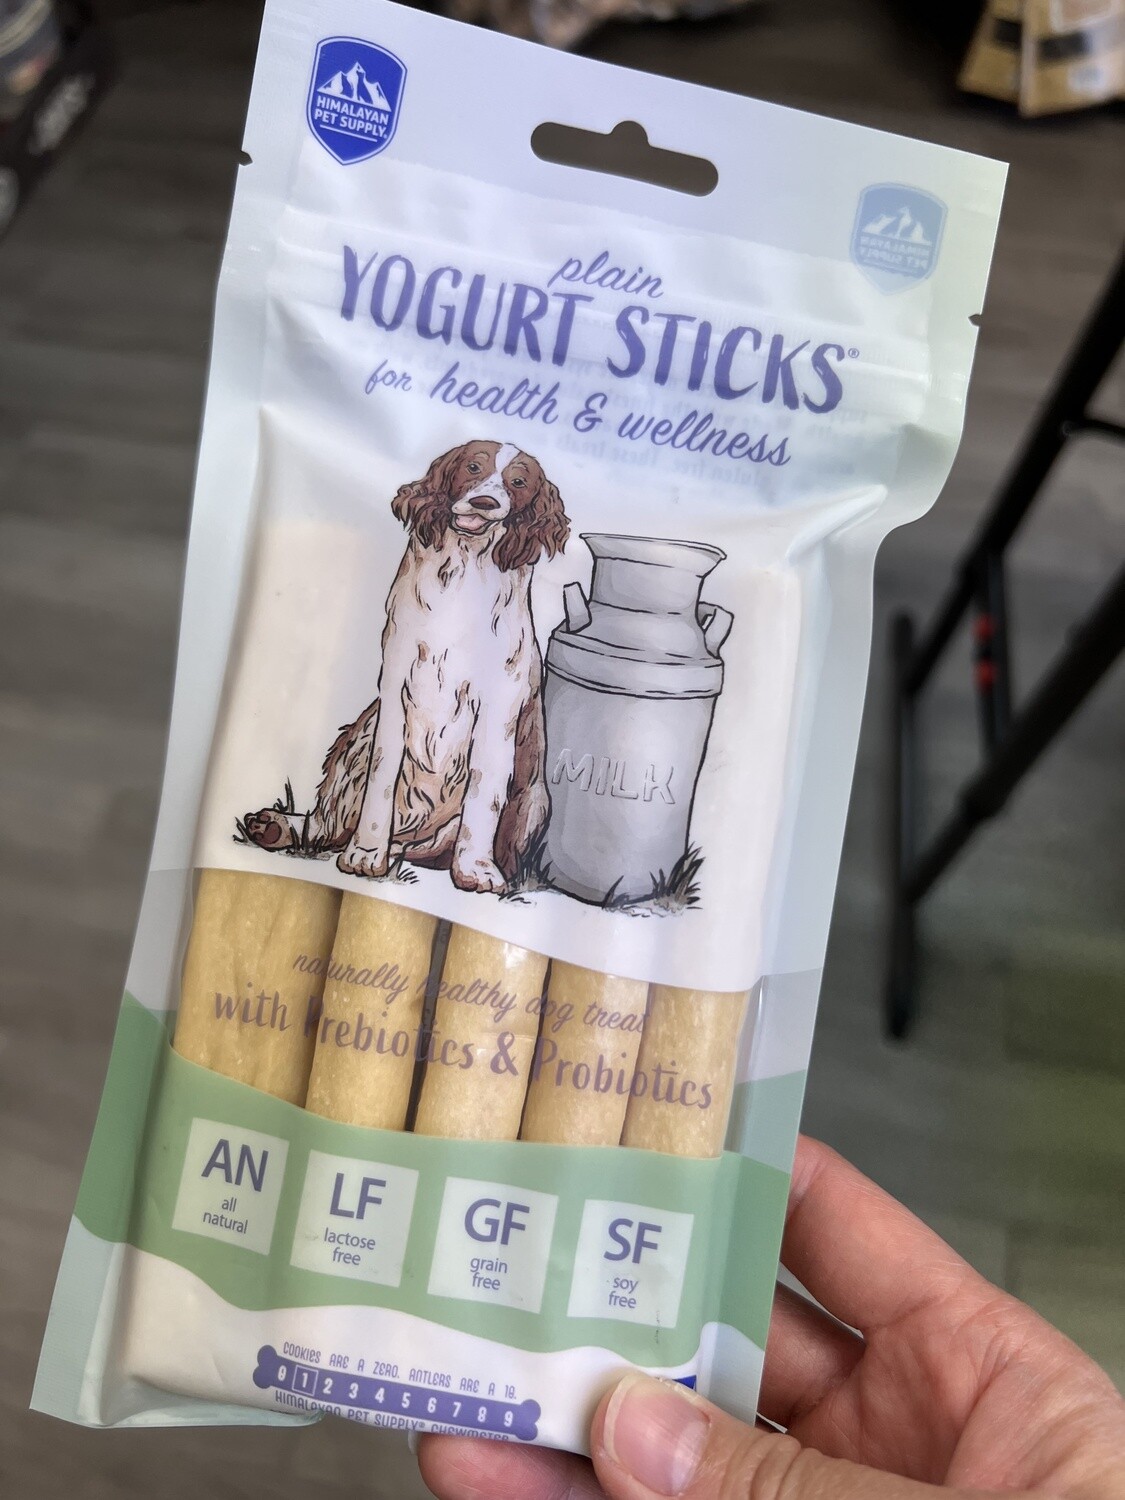 HIMALAYAN
PET SUPPLY®
plain
YOGURT STICKS®
for health & wellness
MILK
naturally healthy dog treat
with Prebiotics & Probiotics
AN
all
natural
LF
lactose
free
GF
grain
free
SF
soy
free
COOKIES ARE A ZERO. ANTLERS ARE A 10.
0 1 2 3 4 5 6 7 8 9
HIMALAYAN PET SUPPLY® CHEWMETER